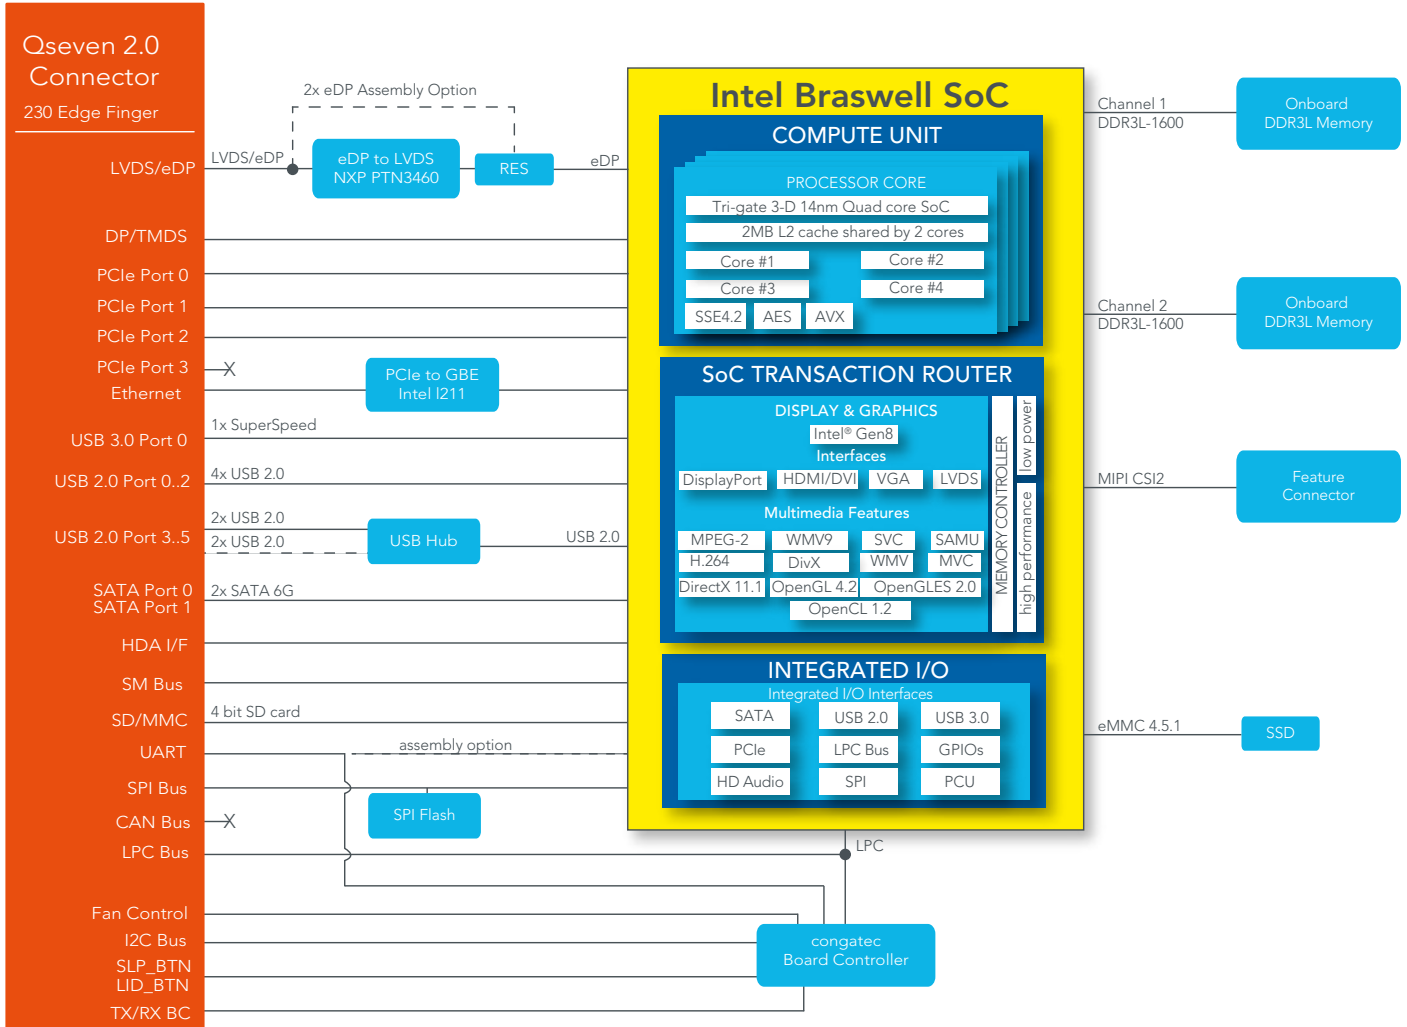 Qseven 2.0
Connector
230 Edge Finger
LVDS/eDP
DP/TMDS
PCIe Port 0
PCIe Port 1
PCIe Port 2
PCIe Port 3
Ethernet
USB 3.0 Port 0
USB 2.0 Port 0..2
USB 2.0 Port 3..5
SATA Port 0
SATA Port 1
HDA I/F
SM Bus
SD/MMC
UART
SPI Bus
CAN Bus
LPC Bus
Fan Control
I2C Bus
SLP_BTN
LID_BTN
TX/RX BC
2x eDP Assembly Option
LVDS/eDP
eDP to LVDS
NXP PTN3460
RES
eDP
X
PCIe to GBE
Intel I211
1x SuperSpeed
4x USB 2.0
2x USB 2.0
2x USB 2.0
USB Hub
USB 2.0
2x SATA 6G
4 bit SD card
assembly option
SPI Flash
X
LPC
congatec
Board Controller
Intel Braswell SoC
COMPUTE UNIT
PROCESSOR CORE
Tri-gate 3-D 14nm Quad core SoC
2MB L2 cache shared by 2 cores
Core #1
Core #2
Core #3
Core #4
SSE4.2
AES
AVX
SoC TRANSACTION ROUTER
DISPLAY & GRAPHICS
Intel® Gen8
Interfaces
DisplayPort
HDMI/DVI
VGA
LVDS
Multimedia Features
MPEG-2
WMV9
SVC
SAMU
H.264
DivX
WMV
MVC
DirectX 11.1
OpenGL 4.2
OpenGLES 2.0
OpenCL 1.2
MEMORY CONTROLLER
low power
high performance
INTEGRATED I/O
Integrated I/O Interfaces
SATA
USB 2.0
USB 3.0
PCIe
LPC Bus
GPIOs
HD Audio
SPI
PCU
Channel 1
DDR3L-1600
Onboard
DDR3L Memory
Channel 2
DDR3L-1600
Onboard
DDR3L Memory
MIPI CSI2
Feature
Connector
eMMC 4.5.1
SSD